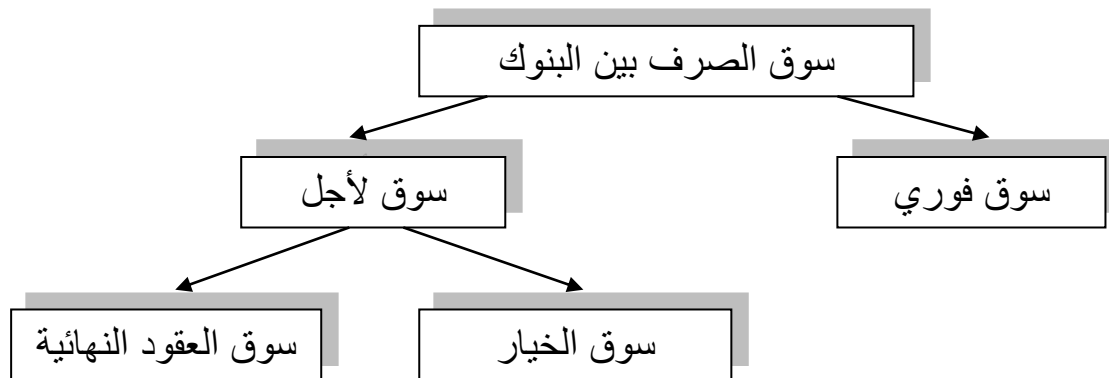 سوق الصرف بين البنوك
سوق فوري
سوق لأجل
سوق الخيار
سوق العقود النهائية